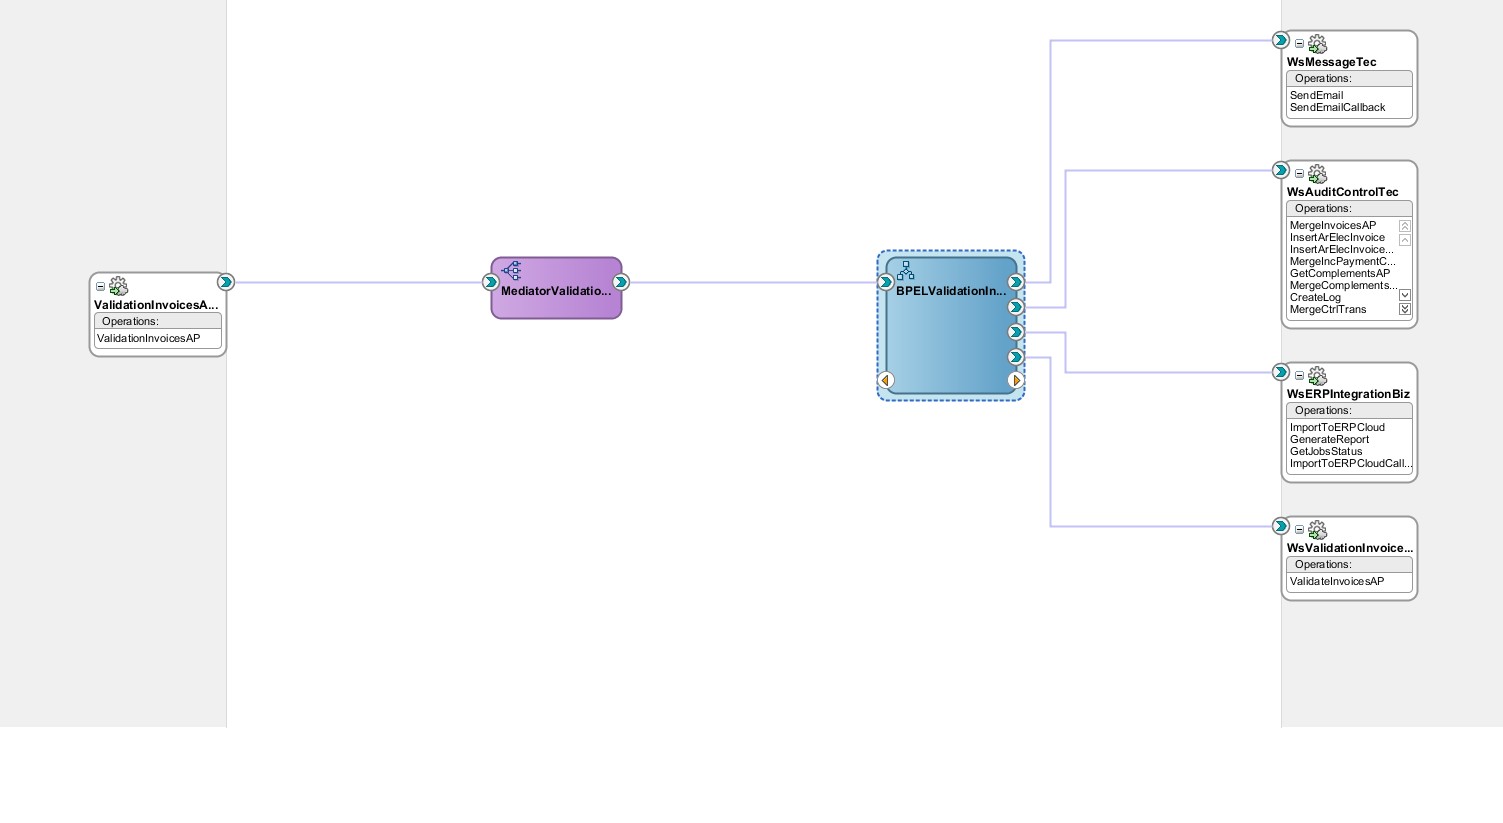 ValidationInvoicesA...
Operations:
ValidationInvoicesAP
MediatorValidatio...
BPELValidationIn...
WsMessageTec
Operations:
SendEmail
SendEmailCallback
WsAuditControlTec
Operations:
MergeInvoicesAP
InsertArElecInvoice
InsertArElecInvoice...
MergeIncPaymentC...
GetComplementsAP
MergeComplements...
CreateLog
MergeCtrlTrans
WsERPIntegrationBiz
Operations:
ImportToERPCloud
GenerateReport
GetJobsStatus
ImportToERPCloudCall...
WsValidationInvoice...
Operations:
ValidateInvoicesAP